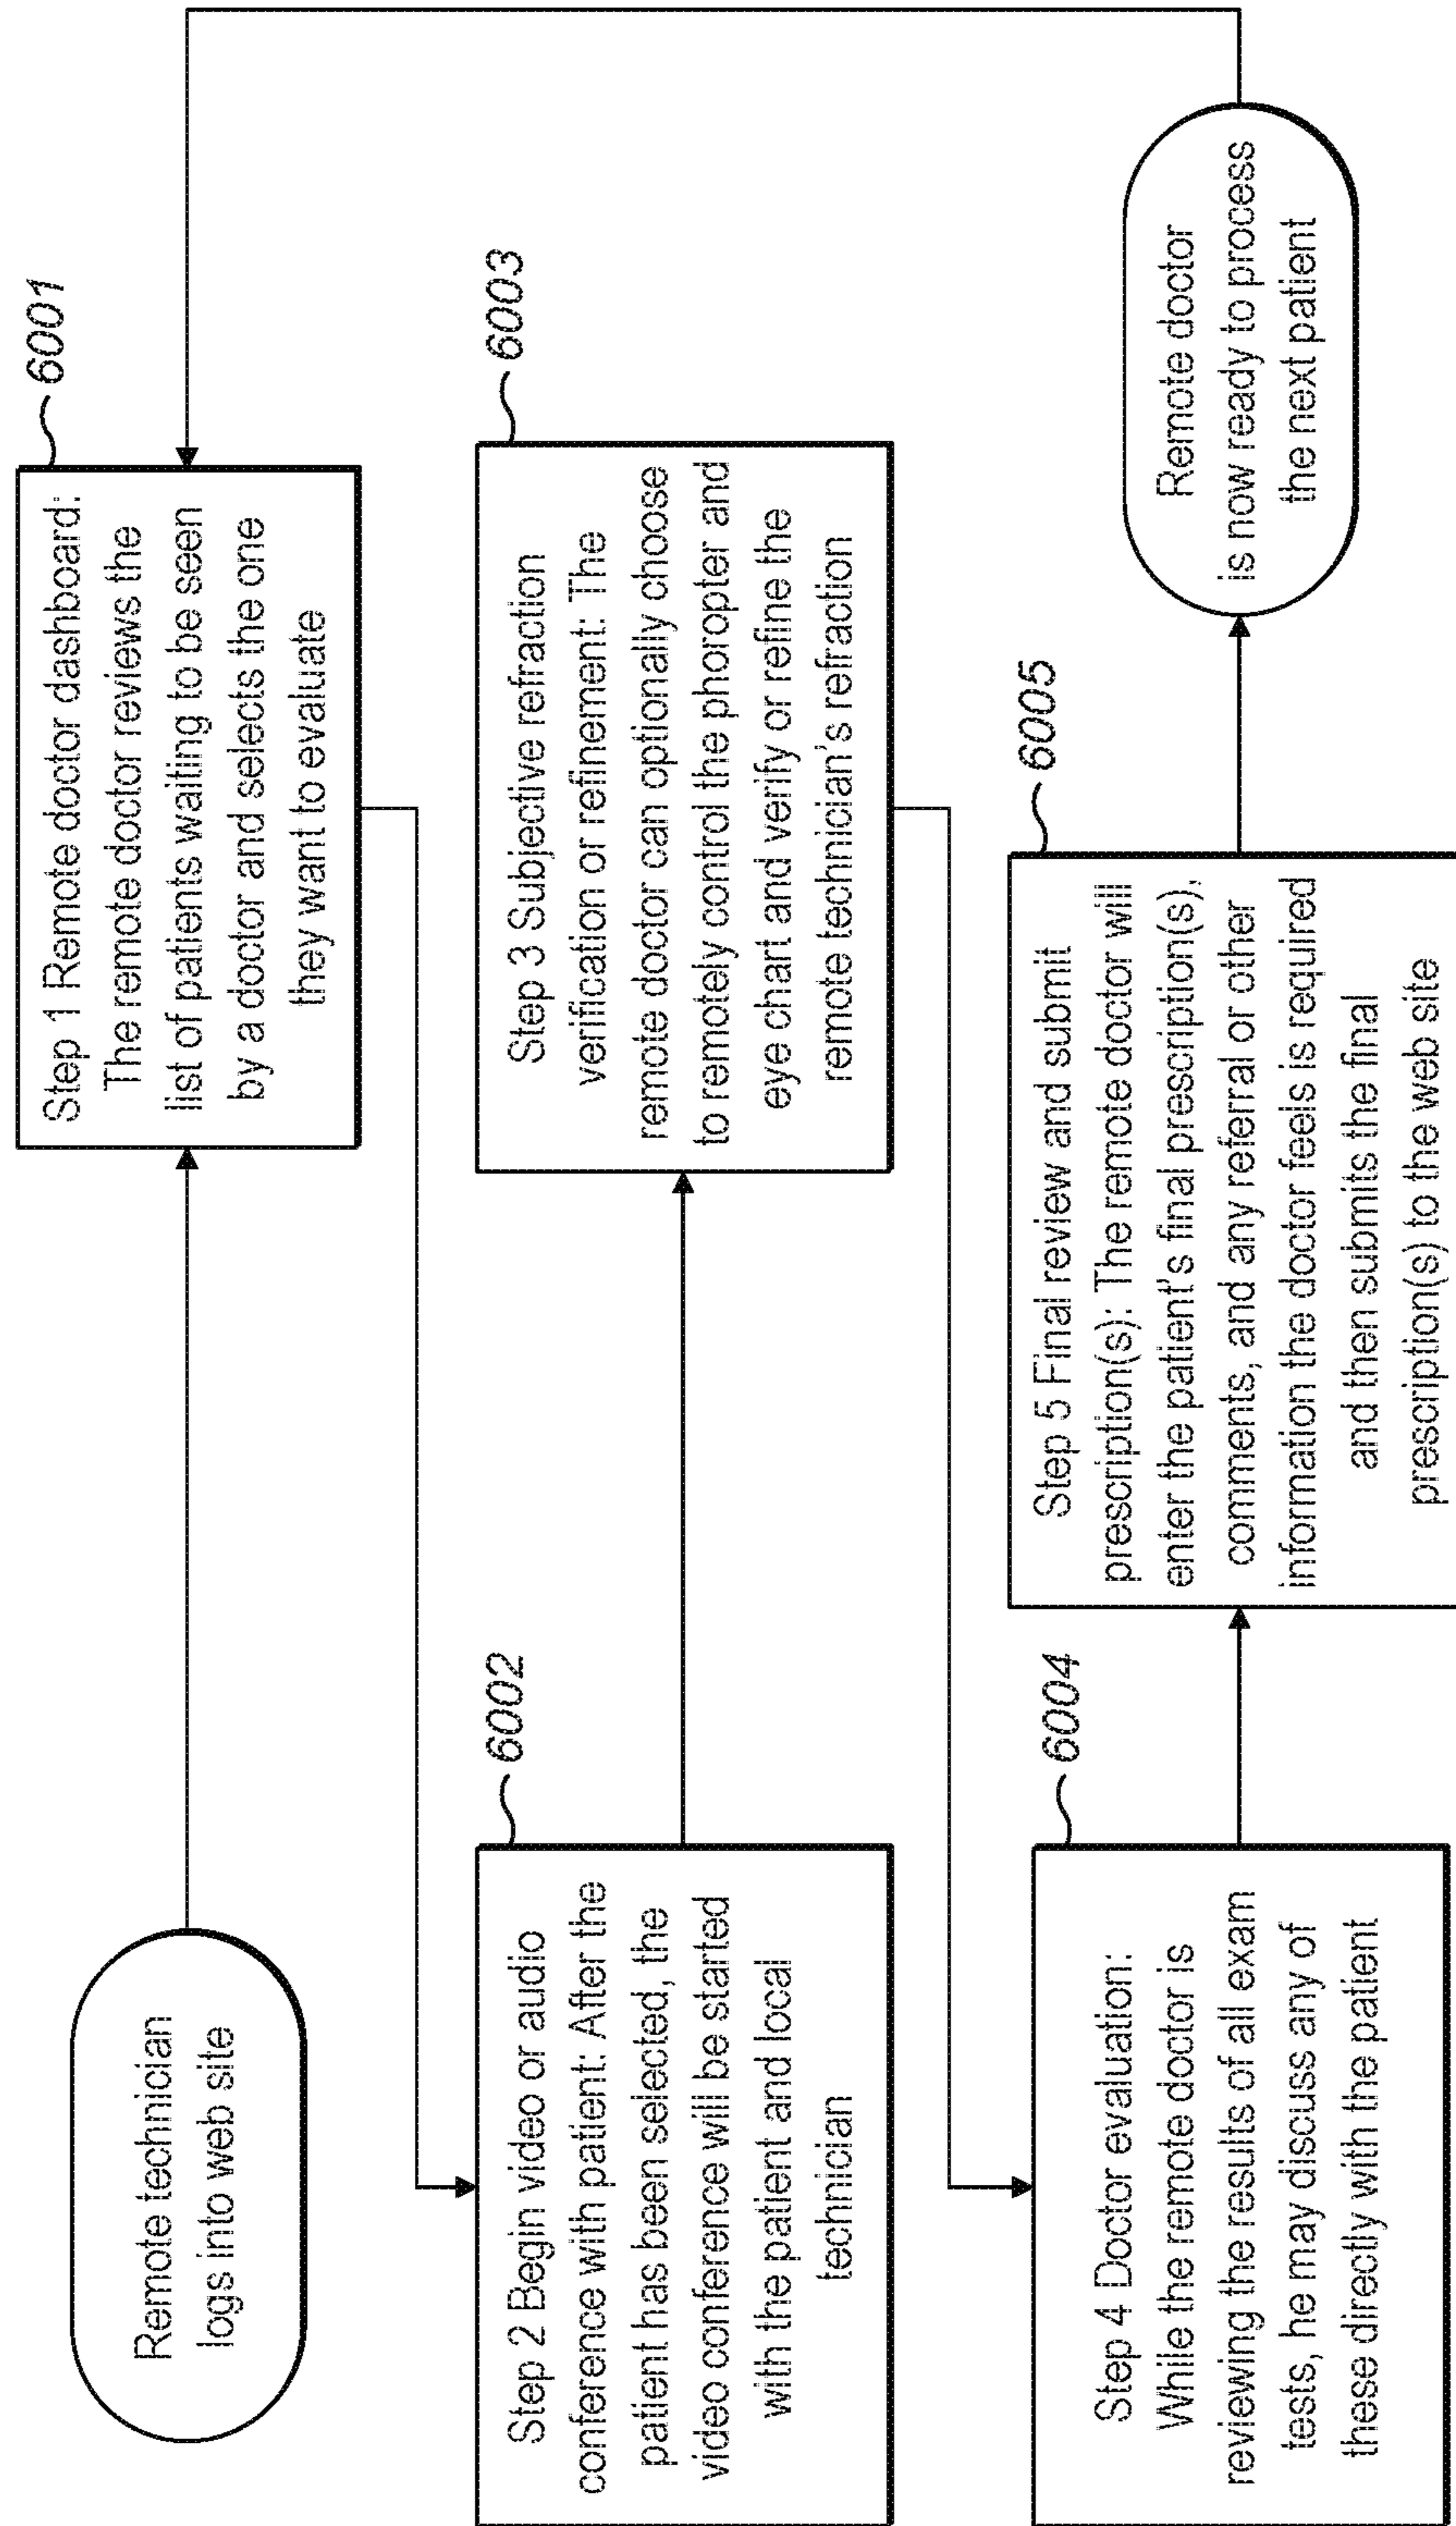 Remote technician
logs into web site
6001
Step 1 Remote doctor dashboard:
The remote doctor reviews the
list of patients waiting to be seen
by a doctor and selects the one
they want to evaluate
6002
Step 2 Begin video or audio
conference with patient: After the
patient has been selected, the
video conference will be started
with the patient and local
technician
6003
Step 3 Subjective refraction
verification or refinement: The
remote doctor can optionally choose
to remotely control the phoropter and
eye chart and verify or refine the
remote technician's refraction
6004
Step 4 Doctor evaluation:
While the remote doctor is
reviewing the results of all exam
tests, he may discuss any of
these directly with the patient
6005
Step 5 Final review and submit
prescription(s): The remote doctor will
enter the patient's final prescription(s),
comments, and any referral or other
information the doctor feels is required
and then submits the final
prescription(s) to the web site
Remote doctor
is now ready to process
the next patient